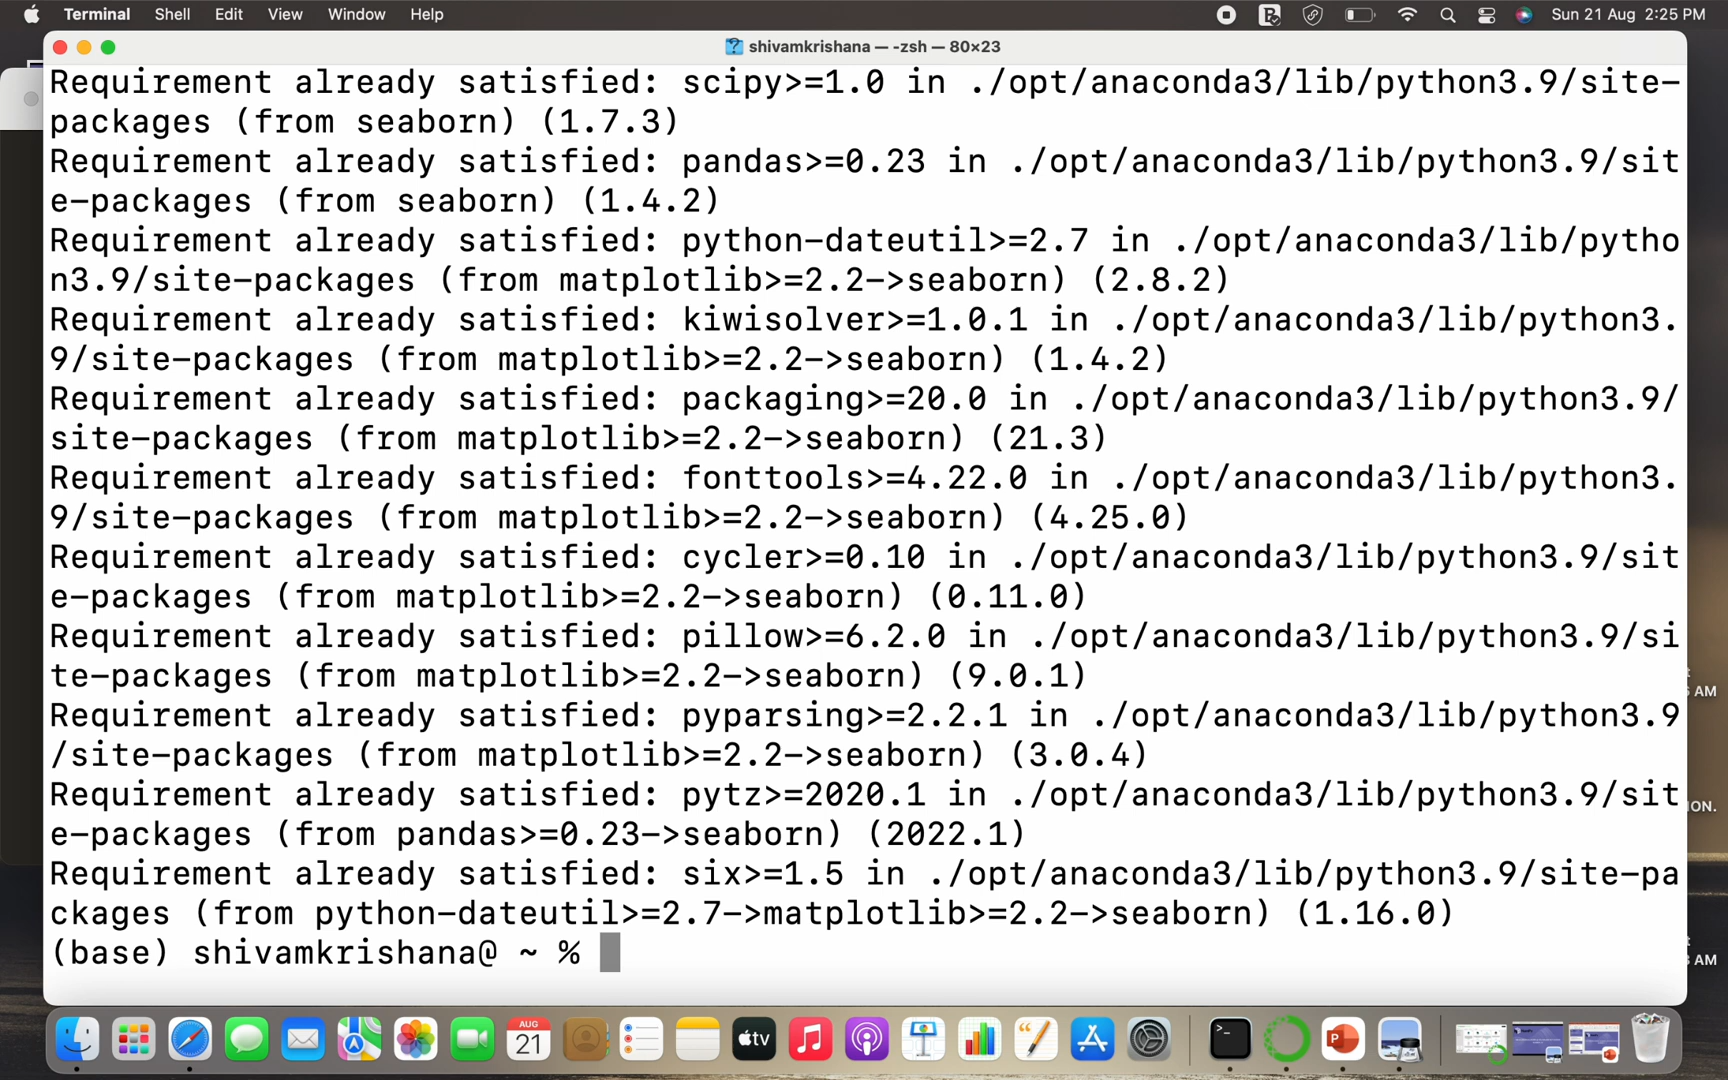 Terminal Shell Edit View Window Help Sun 21 Aug 2:25 PM
shivamkrishana — -zsh — 80×23
Requirement already satisfied: scipy>=1.0 in ./opt/anaconda3/lib/python3.9/site-
packages (from seaborn) (1.7.3)
Requirement already satisfied: pandas>=0.23 in ./opt/anaconda3/lib/python3.9/sit
e-packages (from seaborn) (1.4.2)
Requirement already satisfied: python-dateutil>=2.7 in ./opt/anaconda3/lib/pytho
n3.9/site-packages (from matplotlib>=2.2->seaborn) (2.8.2)
Requirement already satisfied: kiwisolver>=1.0.1 in ./opt/anaconda3/lib/python3.
9/site-packages (from matplotlib>=2.2->seaborn) (1.4.2)
Requirement already satisfied: packaging>=20.0 in ./opt/anaconda3/lib/python3.9/
site-packages (from matplotlib>=2.2->seaborn) (21.3)
Requirement already satisfied: fonttools>=4.22.0 in ./opt/anaconda3/lib/python3.
9/site-packages (from matplotlib>=2.2->seaborn) (4.25.0)
Requirement already satisfied: cycler>=0.10 in ./opt/anaconda3/lib/python3.9/sit
e-packages (from matplotlib>=2.2->seaborn) (0.11.0)
Requirement already satisfied: pillow>=6.2.0 in ./opt/anaconda3/lib/python3.9/si
te-packages (from matplotlib>=2.2->seaborn) (9.0.1)
Requirement already satisfied: pyparsing>=2.2.1 in ./opt/anaconda3/lib/python3.9
/site-packages (from matplotlib>=2.2->seaborn) (3.0.4)
Requirement already satisfied: pytz>=2020.1 in ./opt/anaconda3/lib/python3.9/sit
e-packages (from pandas>=0.23->seaborn) (2022.1)
Requirement already satisfied: six>=1.5 in ./opt/anaconda3/lib/python3.9/site-pa
ckages (from python-dateutil>=2.7->matplotlib>=2.2->seaborn) (1.16.0)
(base) shivamkrishana@ ~ %
AM
ION.
AM
AUG
21
tv
P